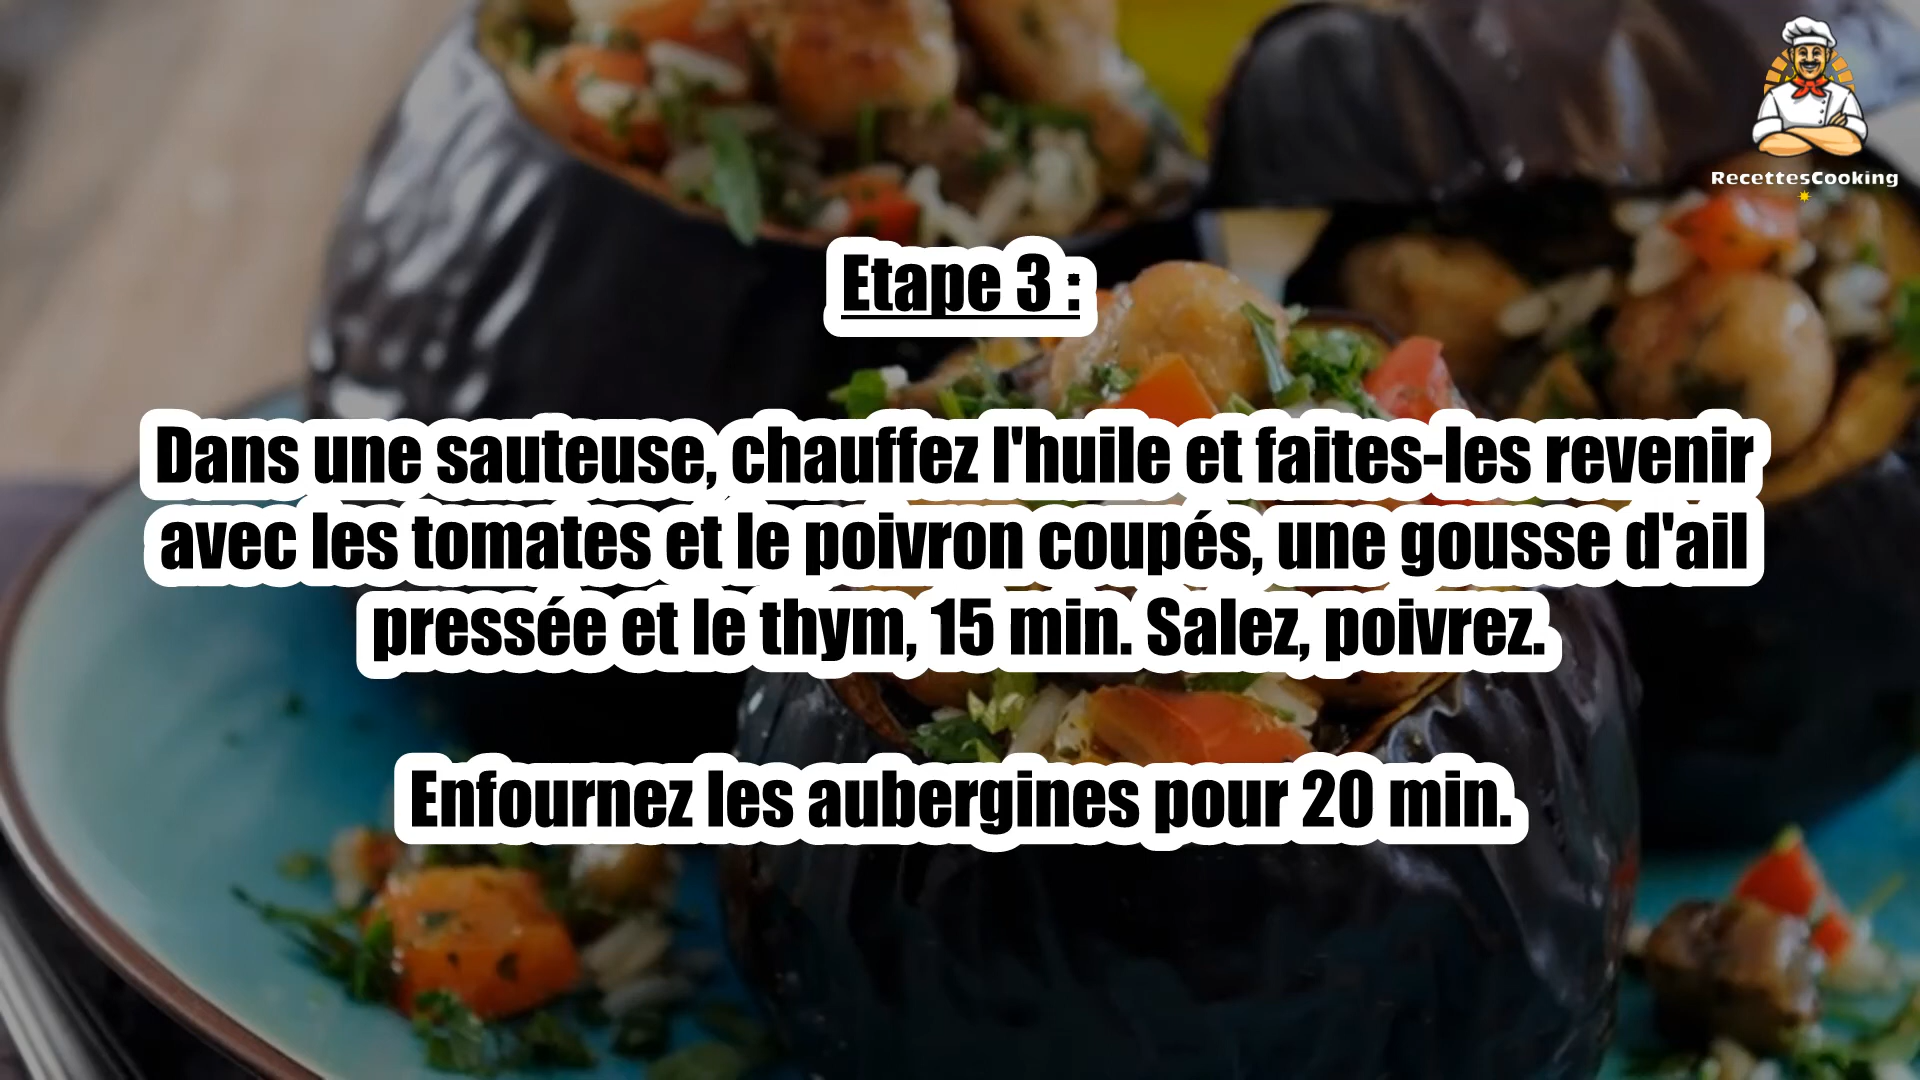 RecettesCooking
Etape 3 :
Dans une sauteuse, chauffez l'huile et faites-les revenir
avec les tomates et le poivron coupés, une gousse d'ail
pressée et le thym, 15 min. Salez, poivrez.
Enfournez les aubergines pour 20 min.